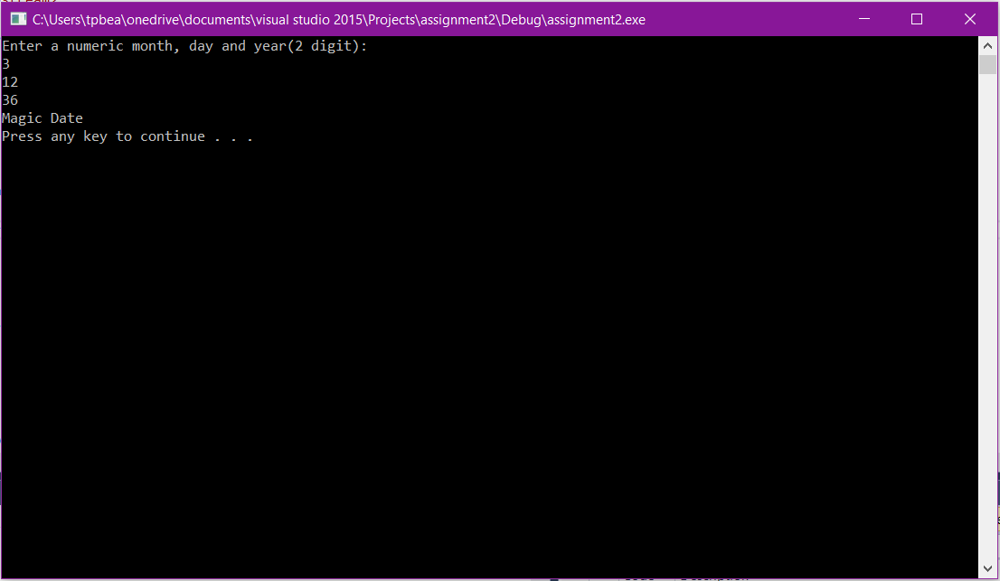 C:\Users\tpbea\onedrive\documents\visual studio 2015\Projects\assignment2\Debug\assignment2.exe
Enter a numeric month, day and year(2 digit):
3
12
36
Magic Date
Press any key to continue . . .